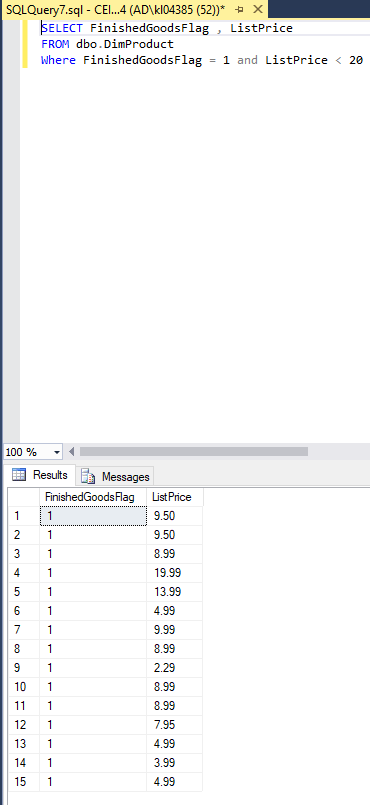 SQLQuery7.sql - CEI...4 (AD\kl04385 (52))*
SELECT FinishedGoodsFlag , ListPrice
FROM dbo.DimProduct
Where FinishedGoodsFlag = 1 and ListPrice < 20
100 %
Results Messages
FinishedGoodsFlag ListPrice
1 1 9.50
2 1 9.50
3 1 8.99
4 1 19.99
5 1 13.99
6 1 4.99
7 1 9.99
8 1 8.99
9 1 2.29
10 1 8.99
11 1 8.99
12 1 7.95
13 1 4.99
14 1 3.99
15 1 4.99